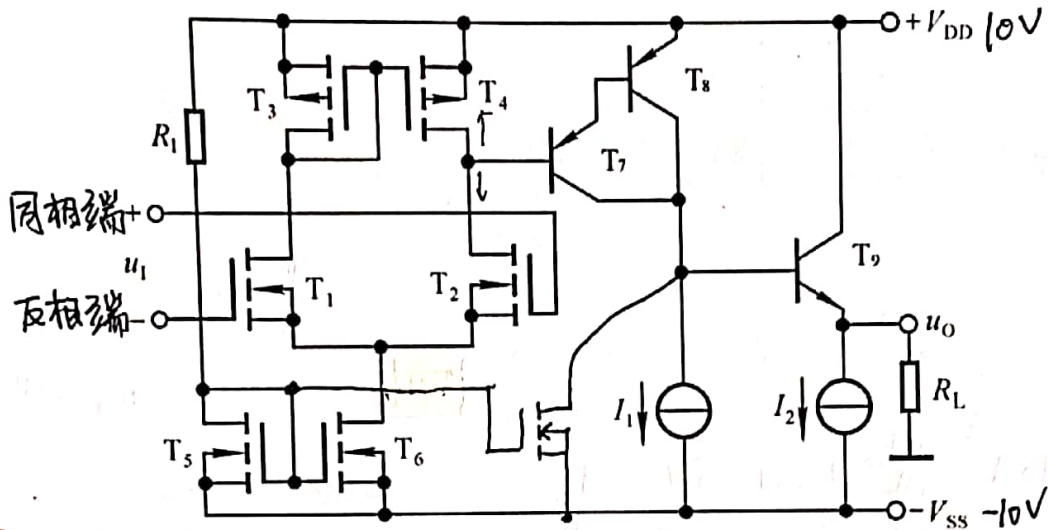 +V_DD 10V
T_8
T_3
T_4
R_1
T_7
同相端+
T_9
u_I
T_1
T_2
反相端-
u_O
I_1
I_2
R_L
T_5
T_6
-V_SS -10V